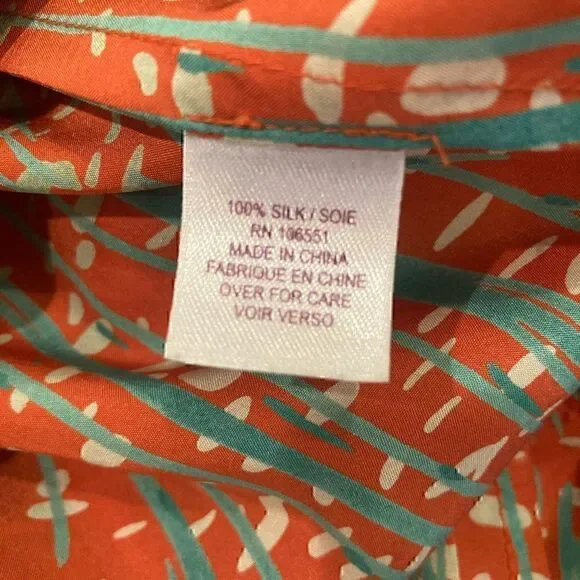 100% SILK / SOIE
RN 106551
MADE IN CHINA
FABRIQUE EN CHINE
OVER FOR CARE
VOIR VERSO